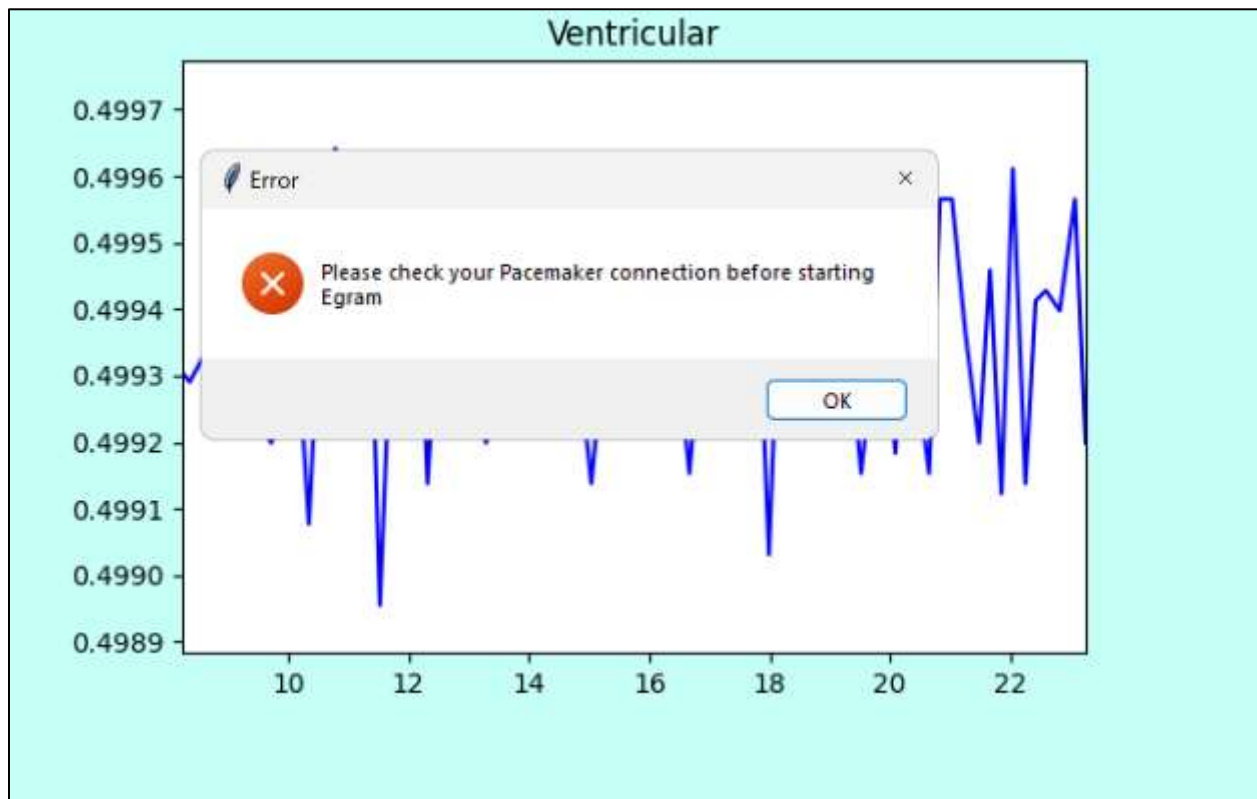 Ventricular
0.4997
0.4996
0.4995
0.4994
0.4993
0.4992
0.4991
0.4990
0.4989
Error
Please check your Pacemaker connection before starting
Egram
OK
10 12 14 16 18 20 22